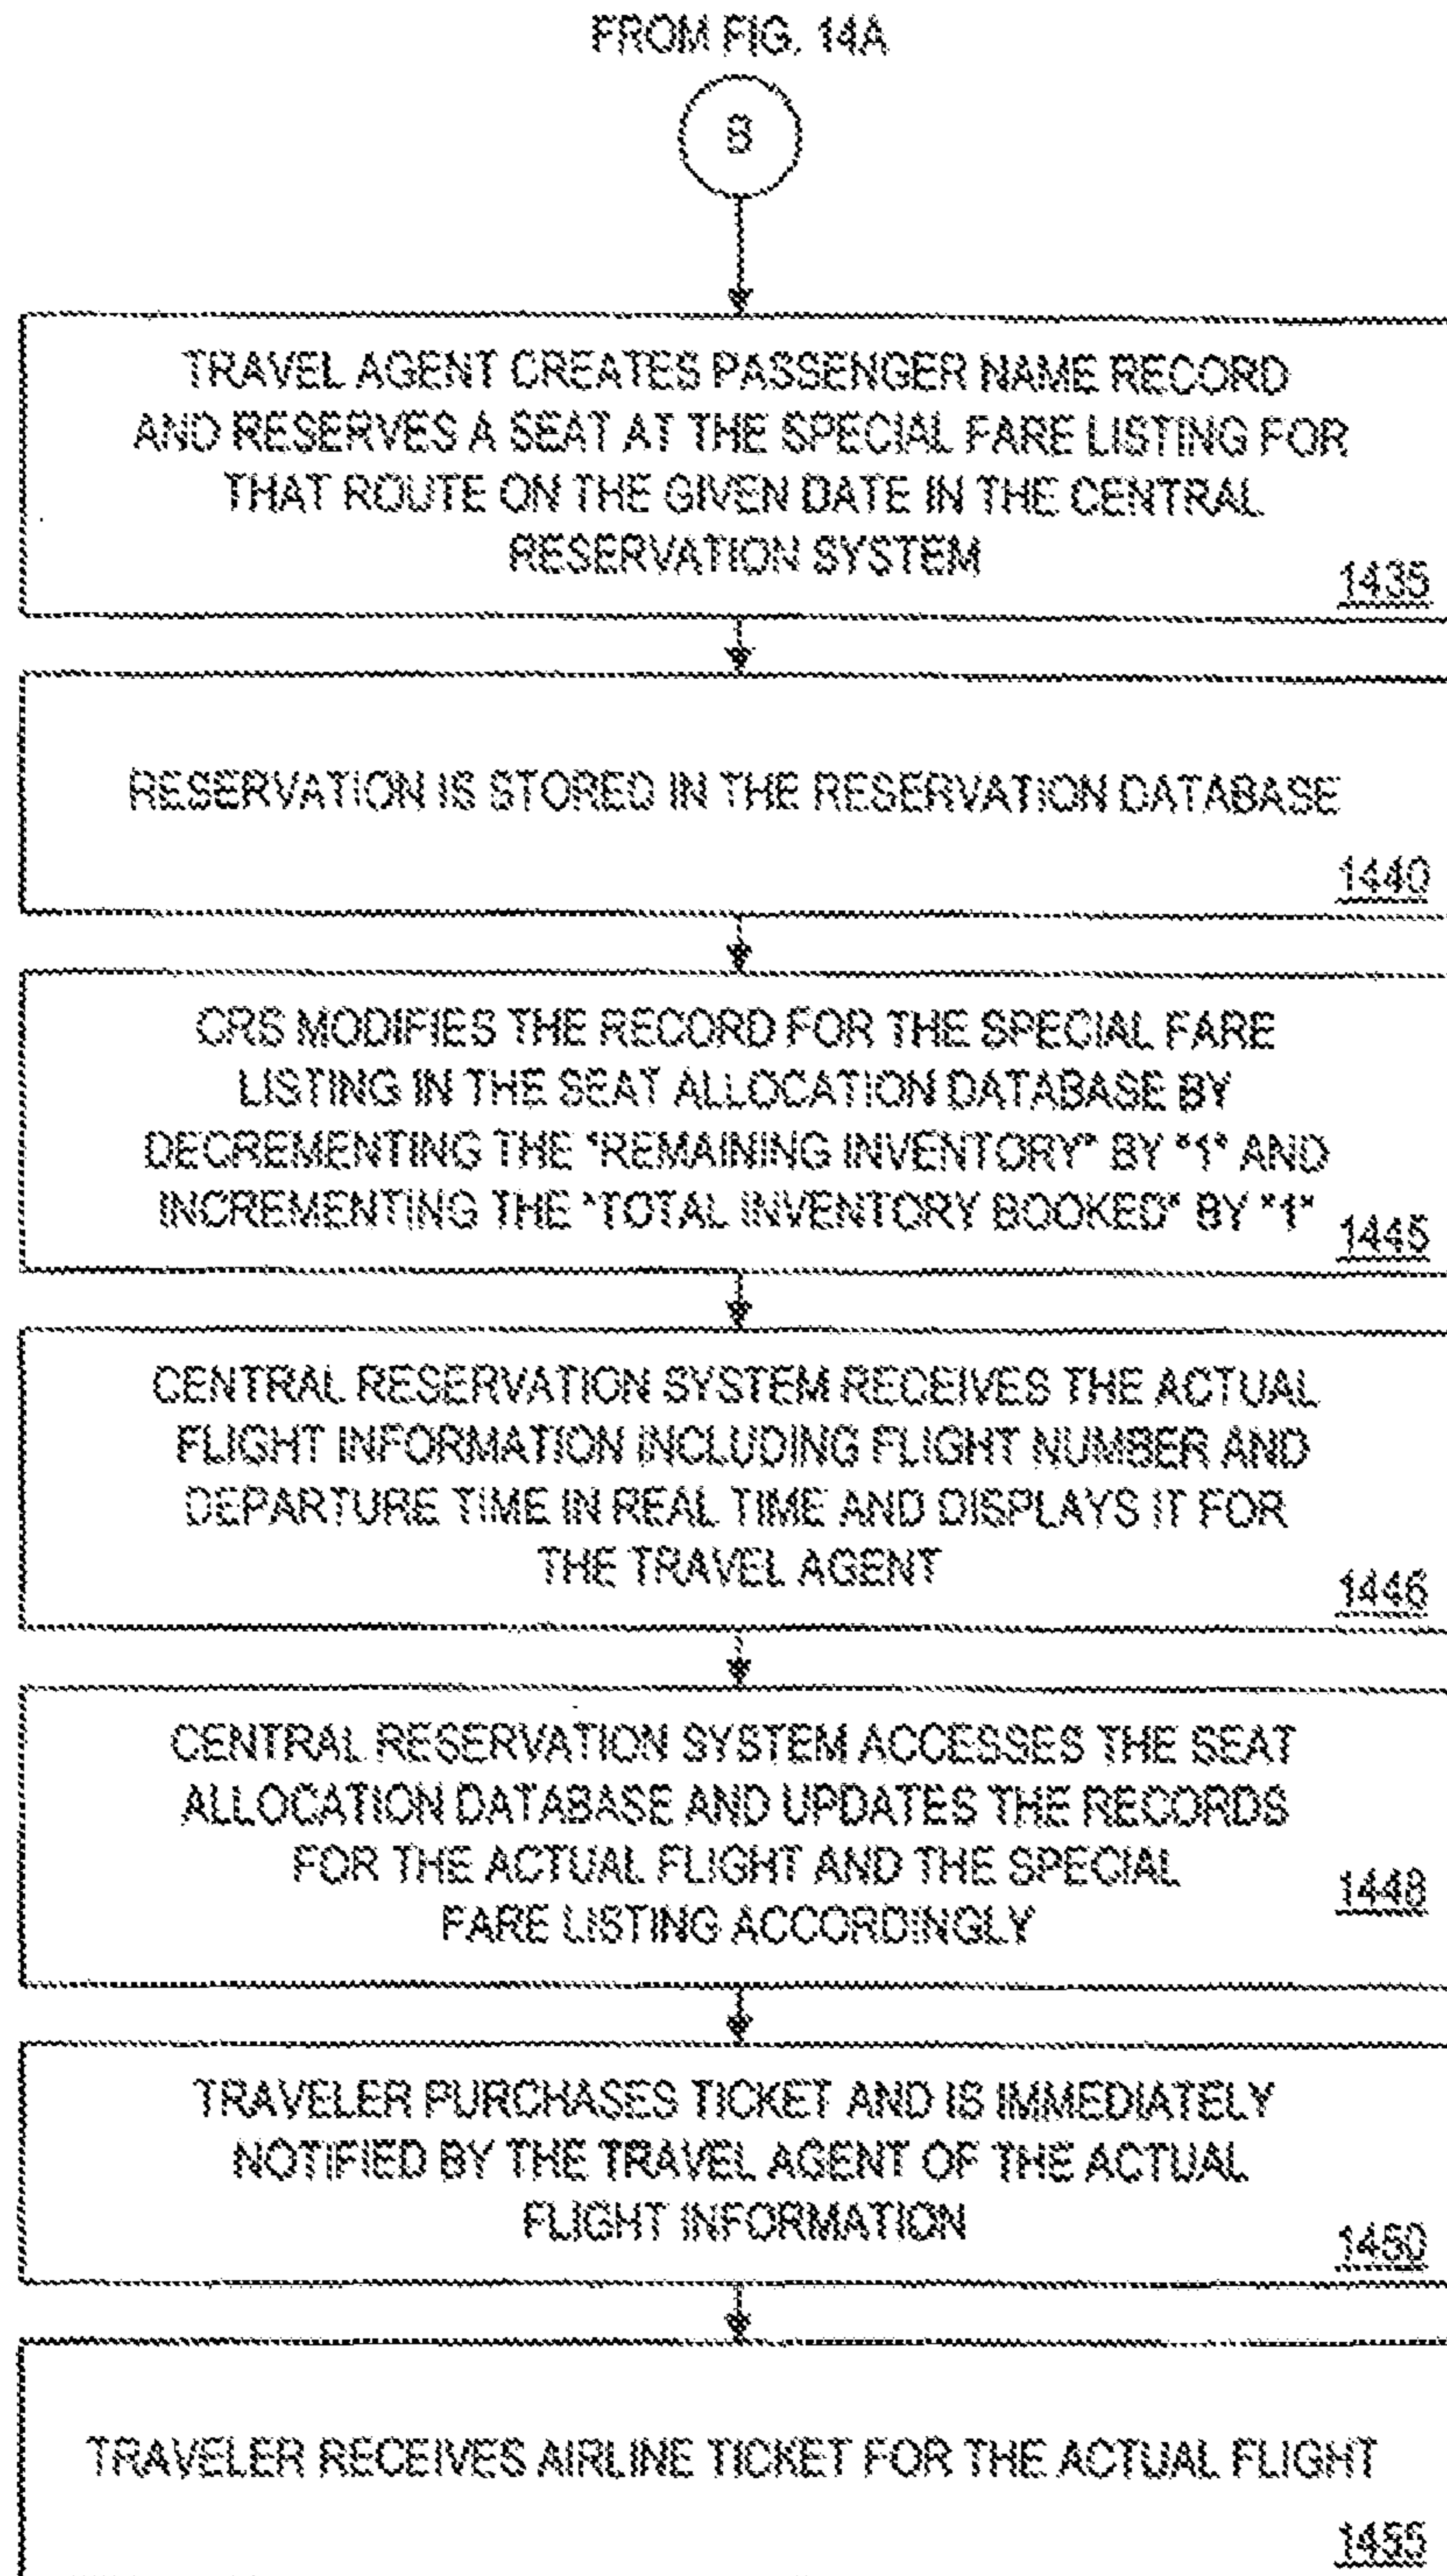 FROM FIG. 14A
B
TRAVEL AGENT CREATES PASSENGER NAME RECORD
AND RESERVES A SEAT AT THE SPECIAL FARE LISTING FOR
THAT ROUTE ON THE GIVEN DATE IN THE CENTRAL
RESERVATION SYSTEM
1435
RESERVATION IS STORED IN THE RESERVATION DATABASE
1440
CRS MODIFIES THE RECORD FOR THE SPECIAL FARE
LISTING IN THE SEAT ALLOCATION DATABASE BY
DECREMENTING THE "REMAINING INVENTORY" BY "1" AND
INCREMENTING THE "TOTAL INVENTORY BOOKED" BY "1"
1445
CENTRAL RESERVATION SYSTEM RECEIVES THE ACTUAL
FLIGHT INFORMATION INCLUDING FLIGHT NUMBER AND
DEPARTURE TIME IN REAL TIME AND DISPLAYS IT FOR
THE TRAVEL AGENT
1446
CENTRAL RESERVATION SYSTEM ACCESSES THE SEAT
ALLOCATION DATABASE AND UPDATES THE RECORDS
FOR THE ACTUAL FLIGHT AND THE SPECIAL
FARE LISTING ACCORDINGLY
1448
TRAVELER PURCHASES TICKET AND IS IMMEDIATELY
NOTIFIED BY THE TRAVEL AGENT OF THE ACTUAL
FLIGHT INFORMATION
1450
TRAVELER RECEIVES AIRLINE TICKET FOR THE ACTUAL FLIGHT
1455